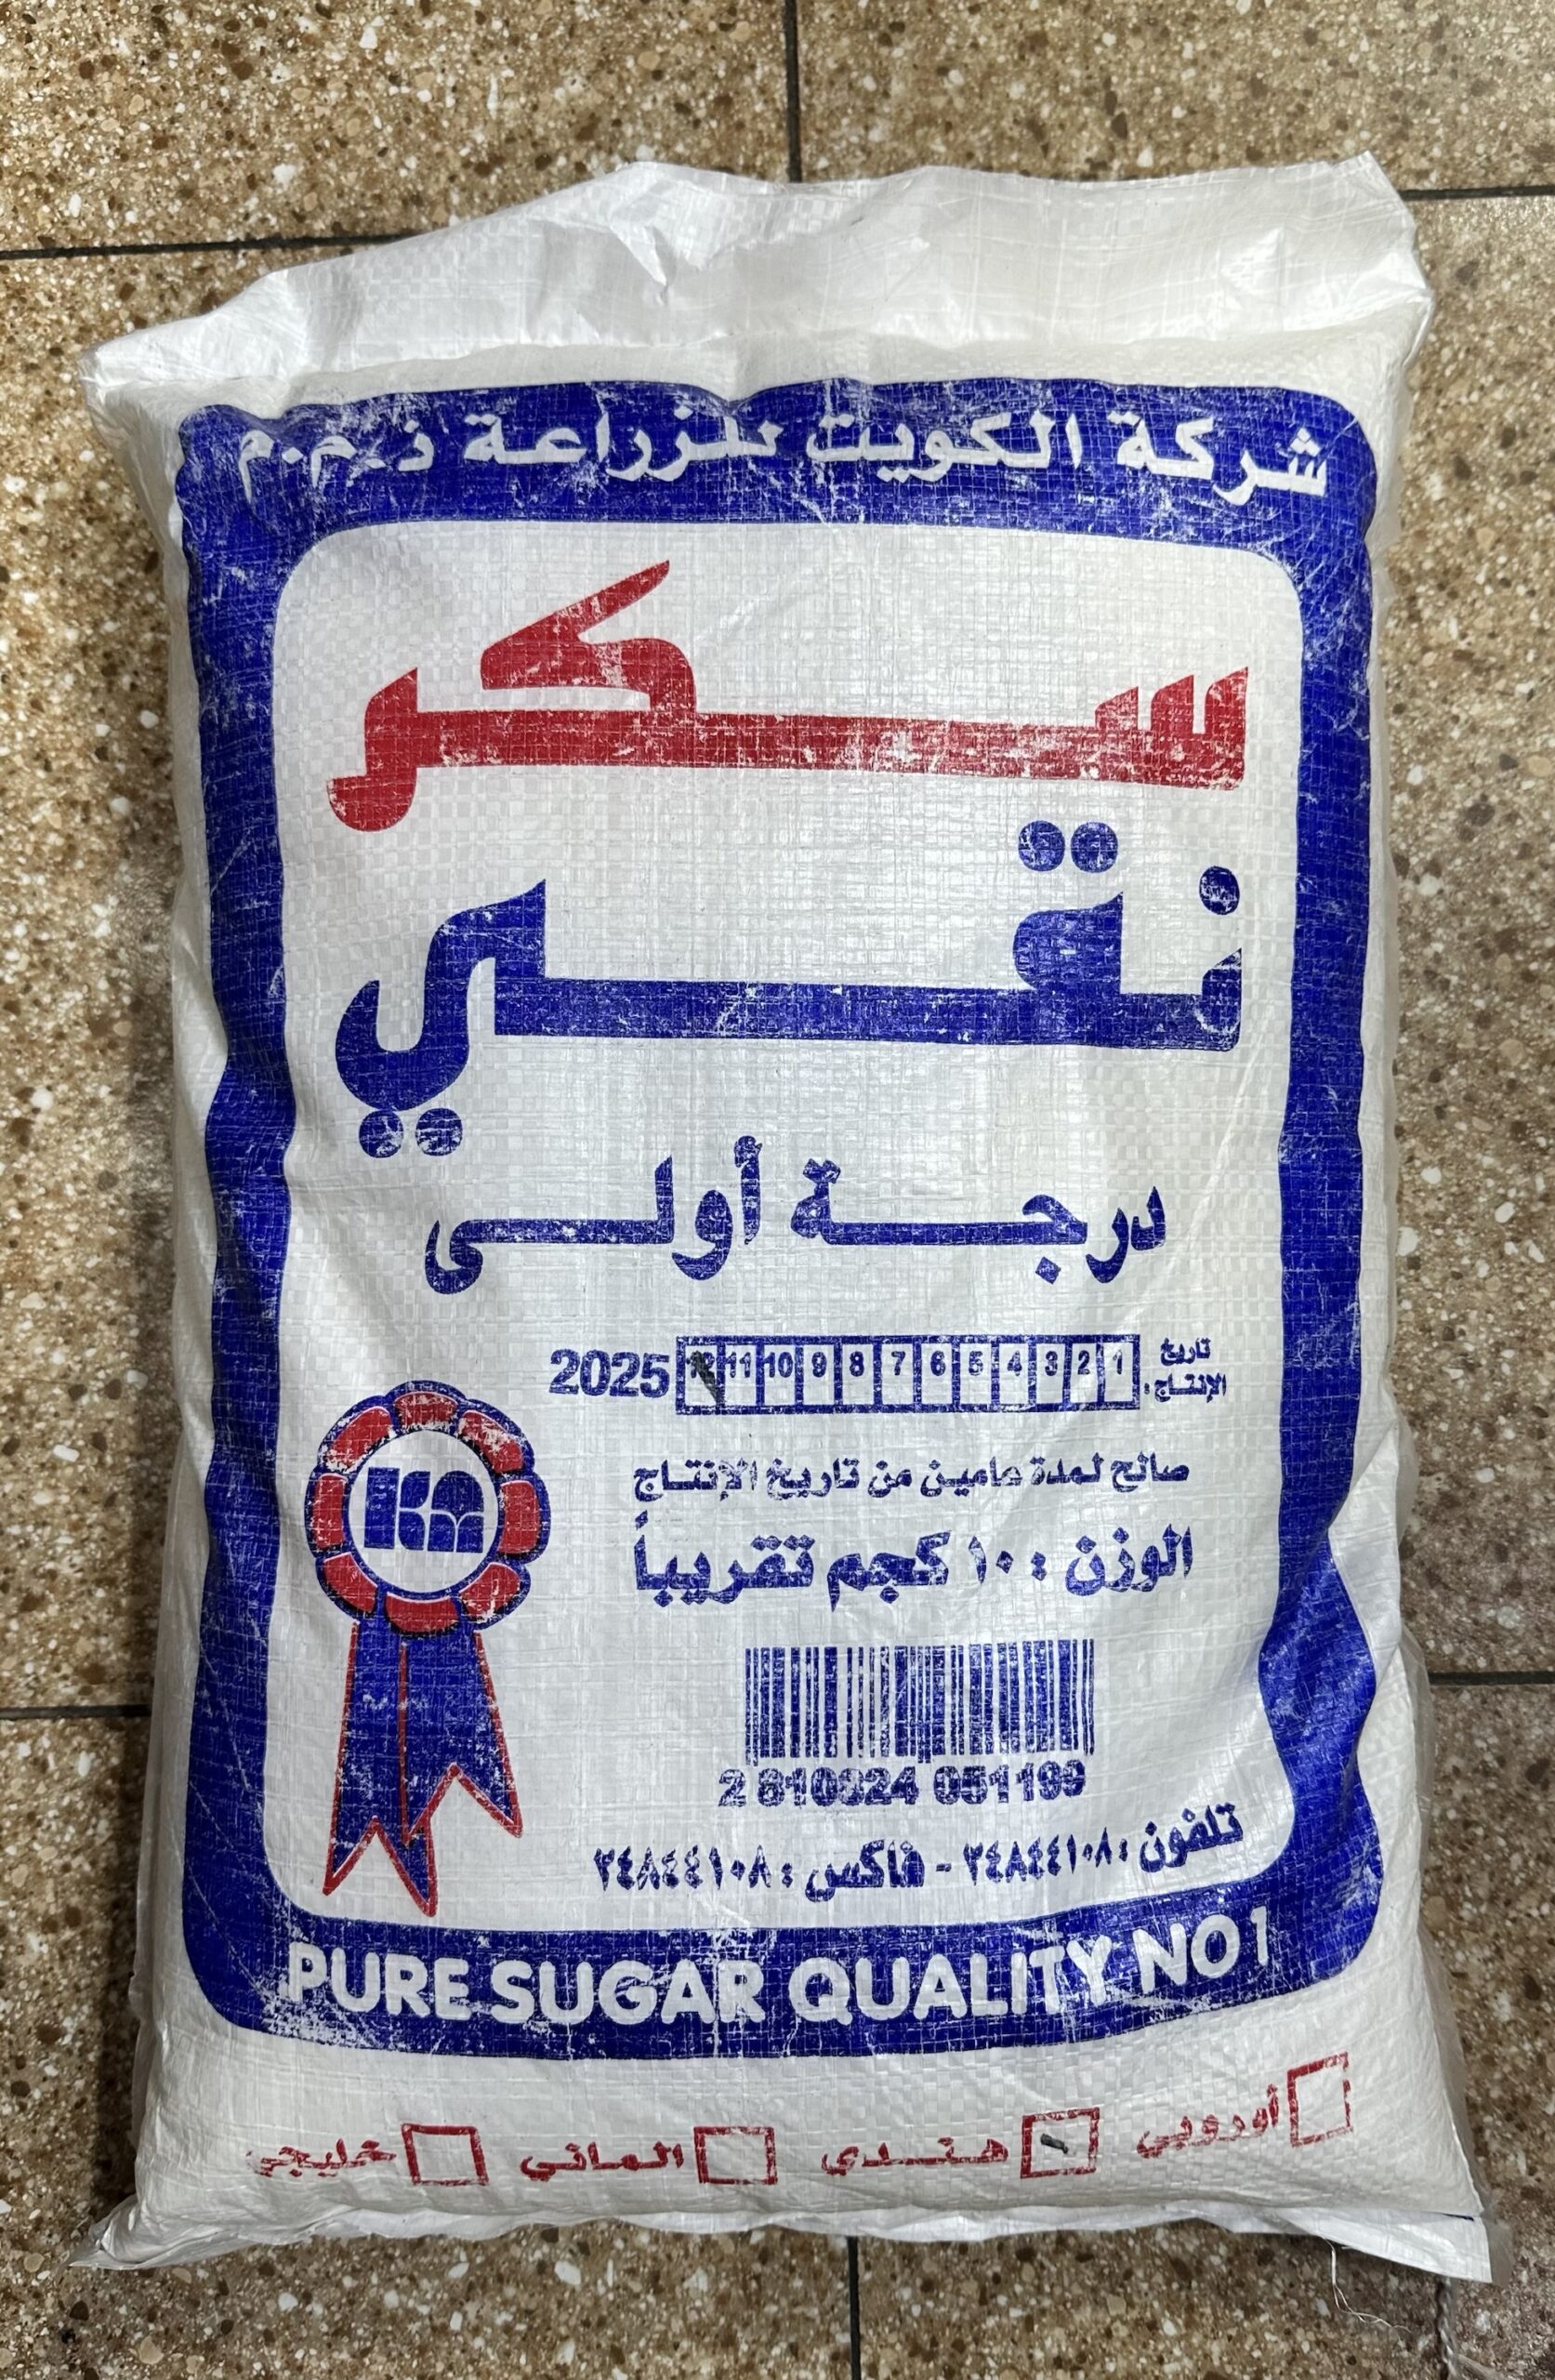 شركة الكويت للزراعة ذ.م.م
سكر
نقي
درجة أولى
تاريخ الإنتاج: 1 2 3 4 5 6 7 8 9 10 11 12 2025
صالح لمدة عامين من تاريخ الإنتاج
الوزن : ١٠ كجم تقريباً
KA
2 810024 051199
تلفون : ٢٤٨٤٤١٠٨ - فاكس : ٢٤٨٤٤١٠٨
PURE SUGAR QUALITY NO 1
أوروبي هندي الماني خليجي